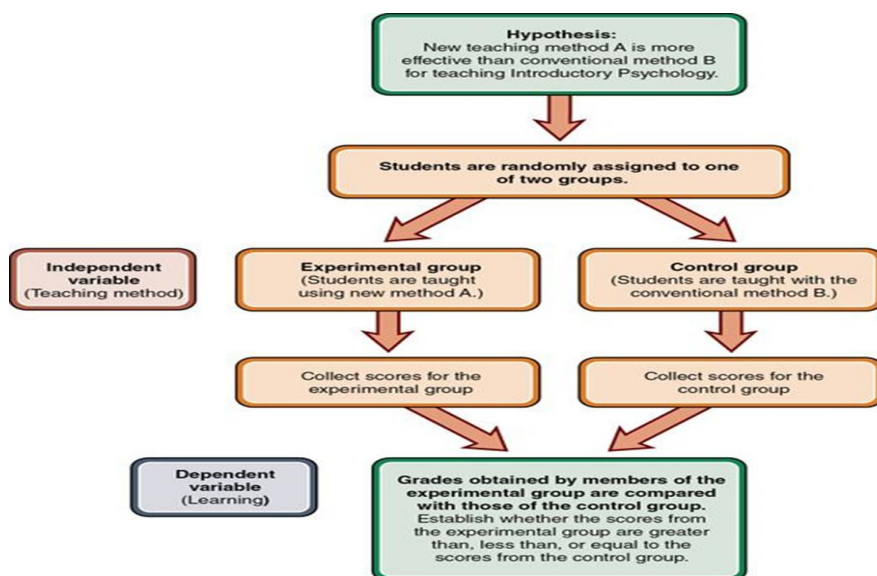 Hypothesis:
New teaching method A is more
effective than conventional method B
for teaching Introductory Psychology.
Students are randomly assigned to one
of two groups.
Independent
variable
(Teaching method)
Experimental group
(Students are taught
using new method A.)
Control group
(Students are taught with the
conventional method B.)
Collect scores for the
experimental group
Collect scores for the
control group
Dependent
variable
(Learning)
Grades obtained by members of the
experimental group are compared
with those of the control group.
Establish whether the scores from
the experimental group are greater
than, less than, or equal to the
scores from the control group.